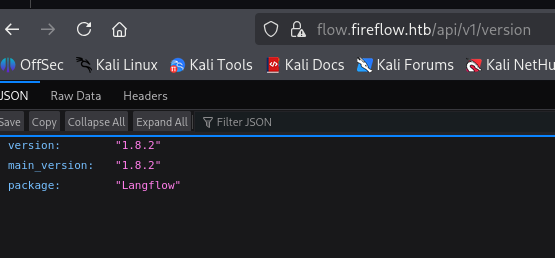 flow.fireflow.htb/api/v1/version
OffSec Kali Linux Kali Tools Kali Docs Kali Forums Kali NetHu
JSON Raw Data Headers
Save Copy Collapse All Expand All Filter JSON
version: "1.8.2"
main_version: "1.8.2"
package: "Langflow"